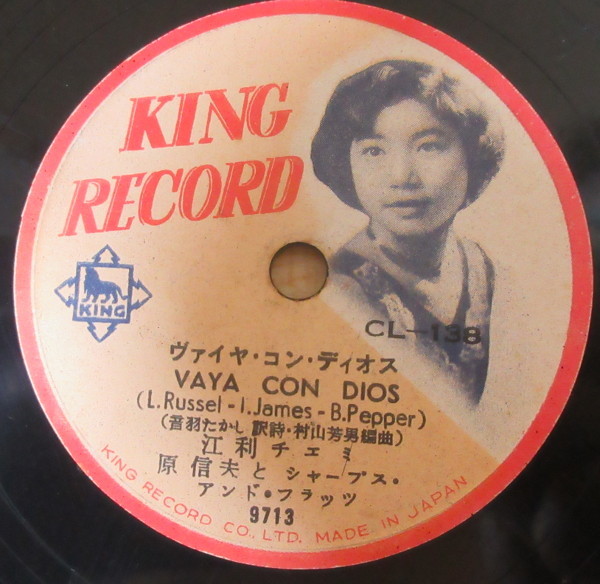 KING
RECORD
KING
CL-138
ヴァイヤ・コン・ディオス
VAYA CON DIOS
(L.Russel-I.James-B.Pepper)
(音羽たかし 訳詩・村山芳男編曲)
江利チエミ
原信夫と シャープス・
アンド・フラッツ
9713
KING RECORD CO., LTD. MADE IN JAPAN